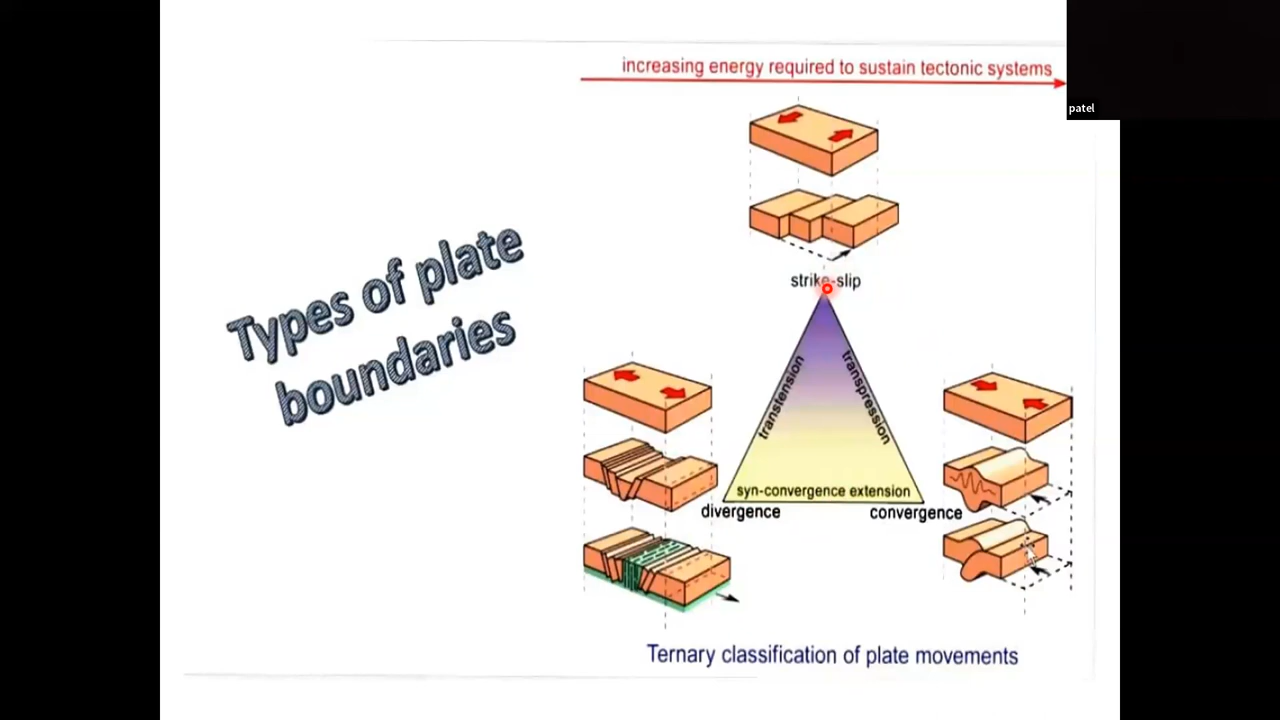 increasing energy required to sustain tectonic systems
patel
Types of plate
boundaries
strike-slip
transtension
transpression
syn-convergence extension
divergence
convergence
Ternary classification of plate movements